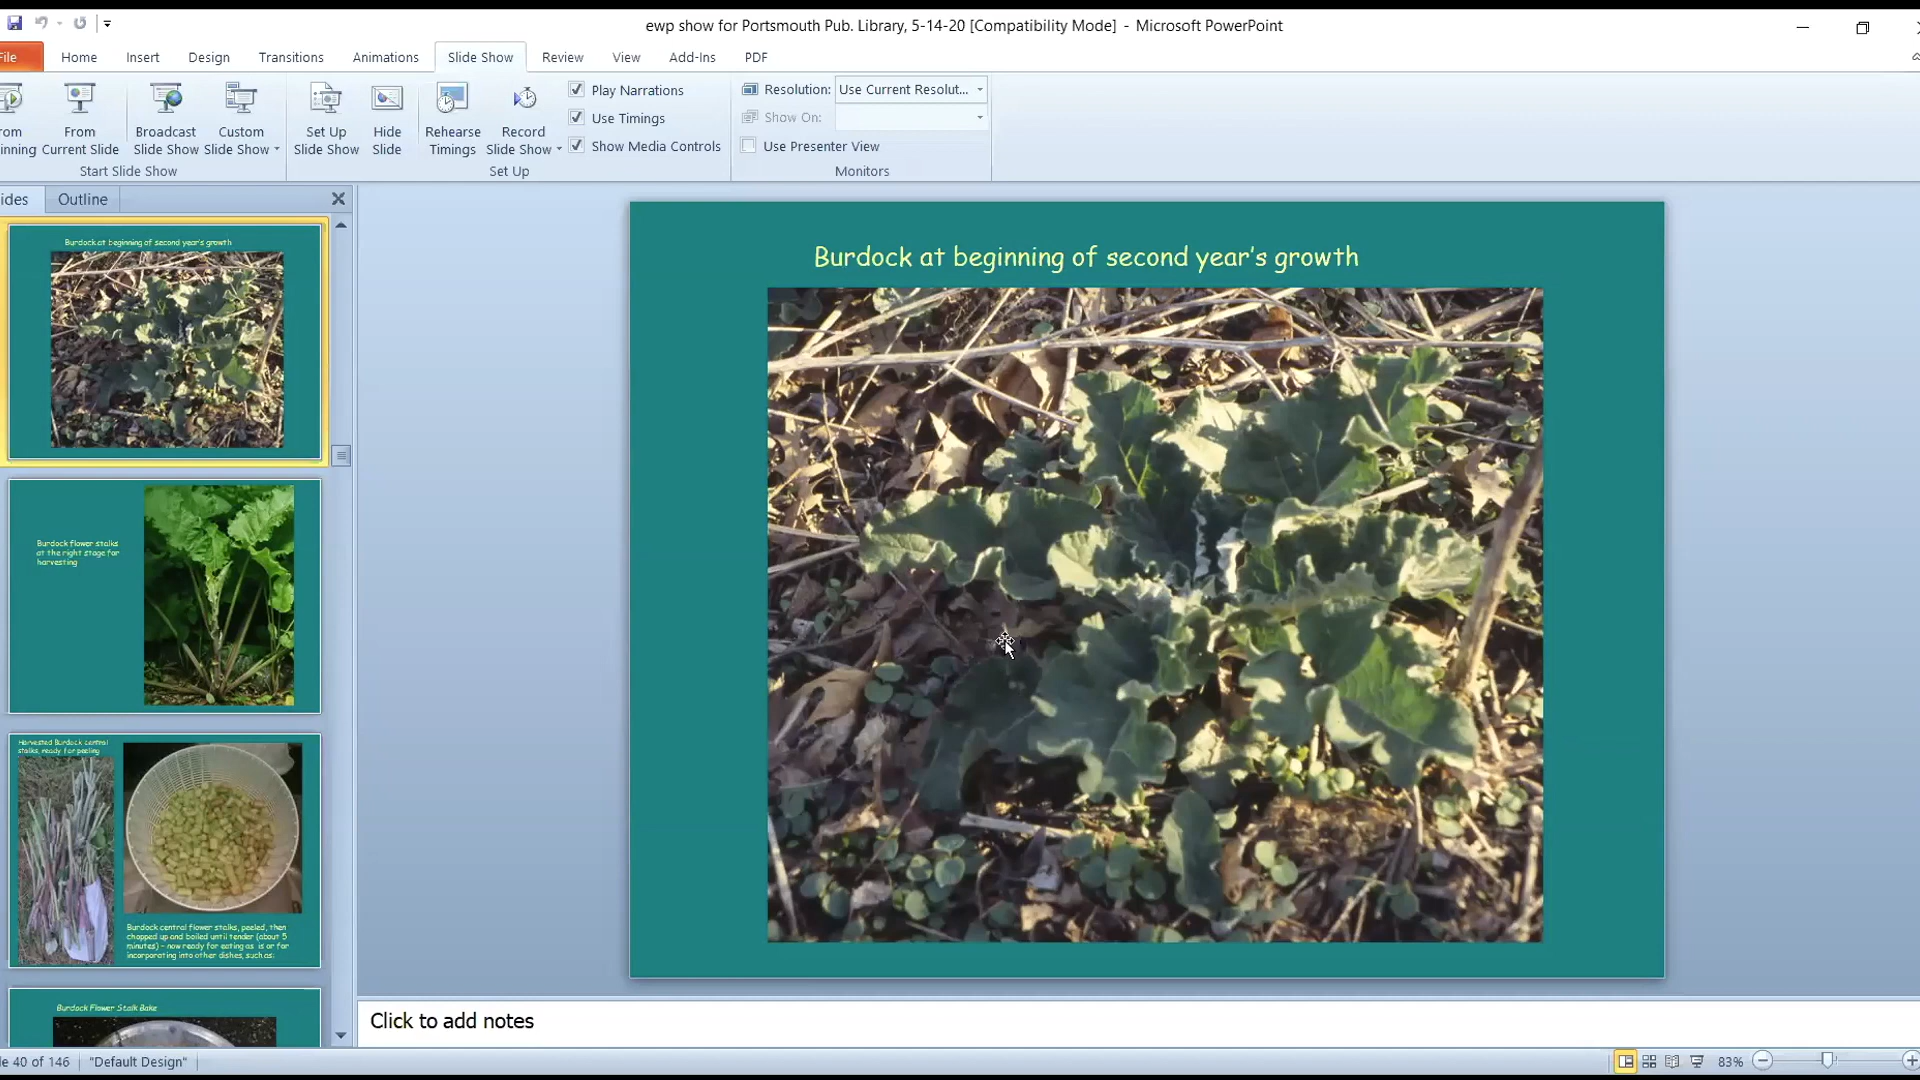 ewp show for Portsmouth Pub. Library, 5-14-20 [Compatibility Mode] - Microsoft PowerPoint
File Home Insert Design Transitions Animations Slide Show Review View Add-Ins PDF
From Current Slide
Broadcast Slide Show
Custom Slide Show
Set Up Slide Show
Hide Slide
Rehearse Timings
Record Slide Show
Play Narrations
Use Timings
Show Media Controls
Resolution: Use Current Resolut...
Show On:
Use Presenter View
Start Slide Show
Set Up
Monitors
Outline
Burdock at beginning of second year's growth
Burdock flower stalks
at the right stage for
harvesting
Harvested Burdock central
stalks, ready for peeling
Burdock central flower stalks, peeled, then
chopped up and boiled until tender (about 5
minutes) – now ready for eating as is or for
incorporating into other dishes, such as:
Burdock Flower Stalk Bake
Burdock at beginning of second year's growth
Click to add notes
40 of 146 "Default Design" 83%